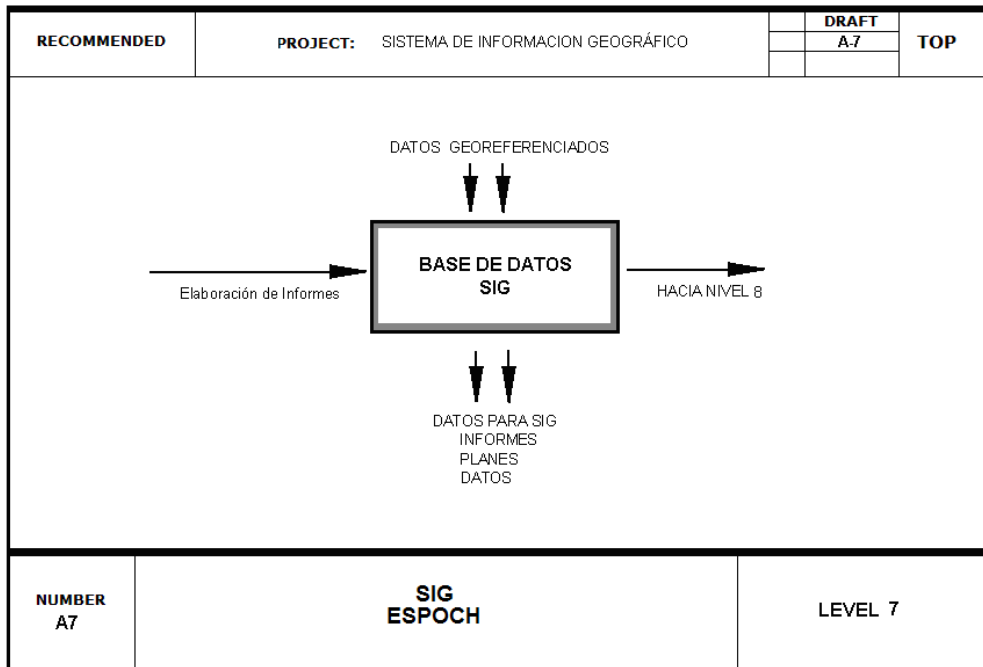 RECOMMENDED
PROJECT: SISTEMA DE INFORMACION GEOGRÁFICO
DRAFT
A-7
TOP
DATOS GEOREFERENCIADOS
BASE DE DATOS
SIG
Elaboración de Informes
HACIA NIVEL 8
DATOS PARA SIG
INFORMES
PLANES
DATOS
NUMBER
A7
SIG
ESPOCH
LEVEL 7